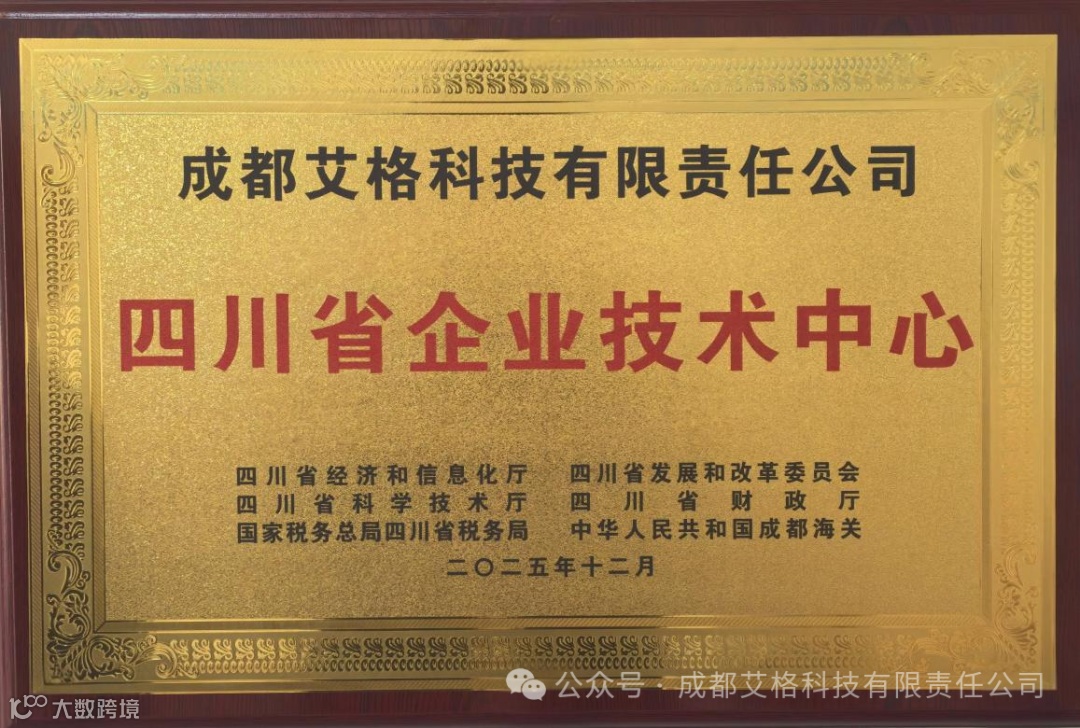 成都艾格科技有限责任公司
四川省企业技术中心
四川省经济和信息化厅 四川省发展和改革委员会
四川省科学技术厅 四川省财政厅
国家税务总局四川省税务局 中华人民共和国成都海关
二〇二五年十二月
公众号·成都艾格科技有限责任公司
大数跨境